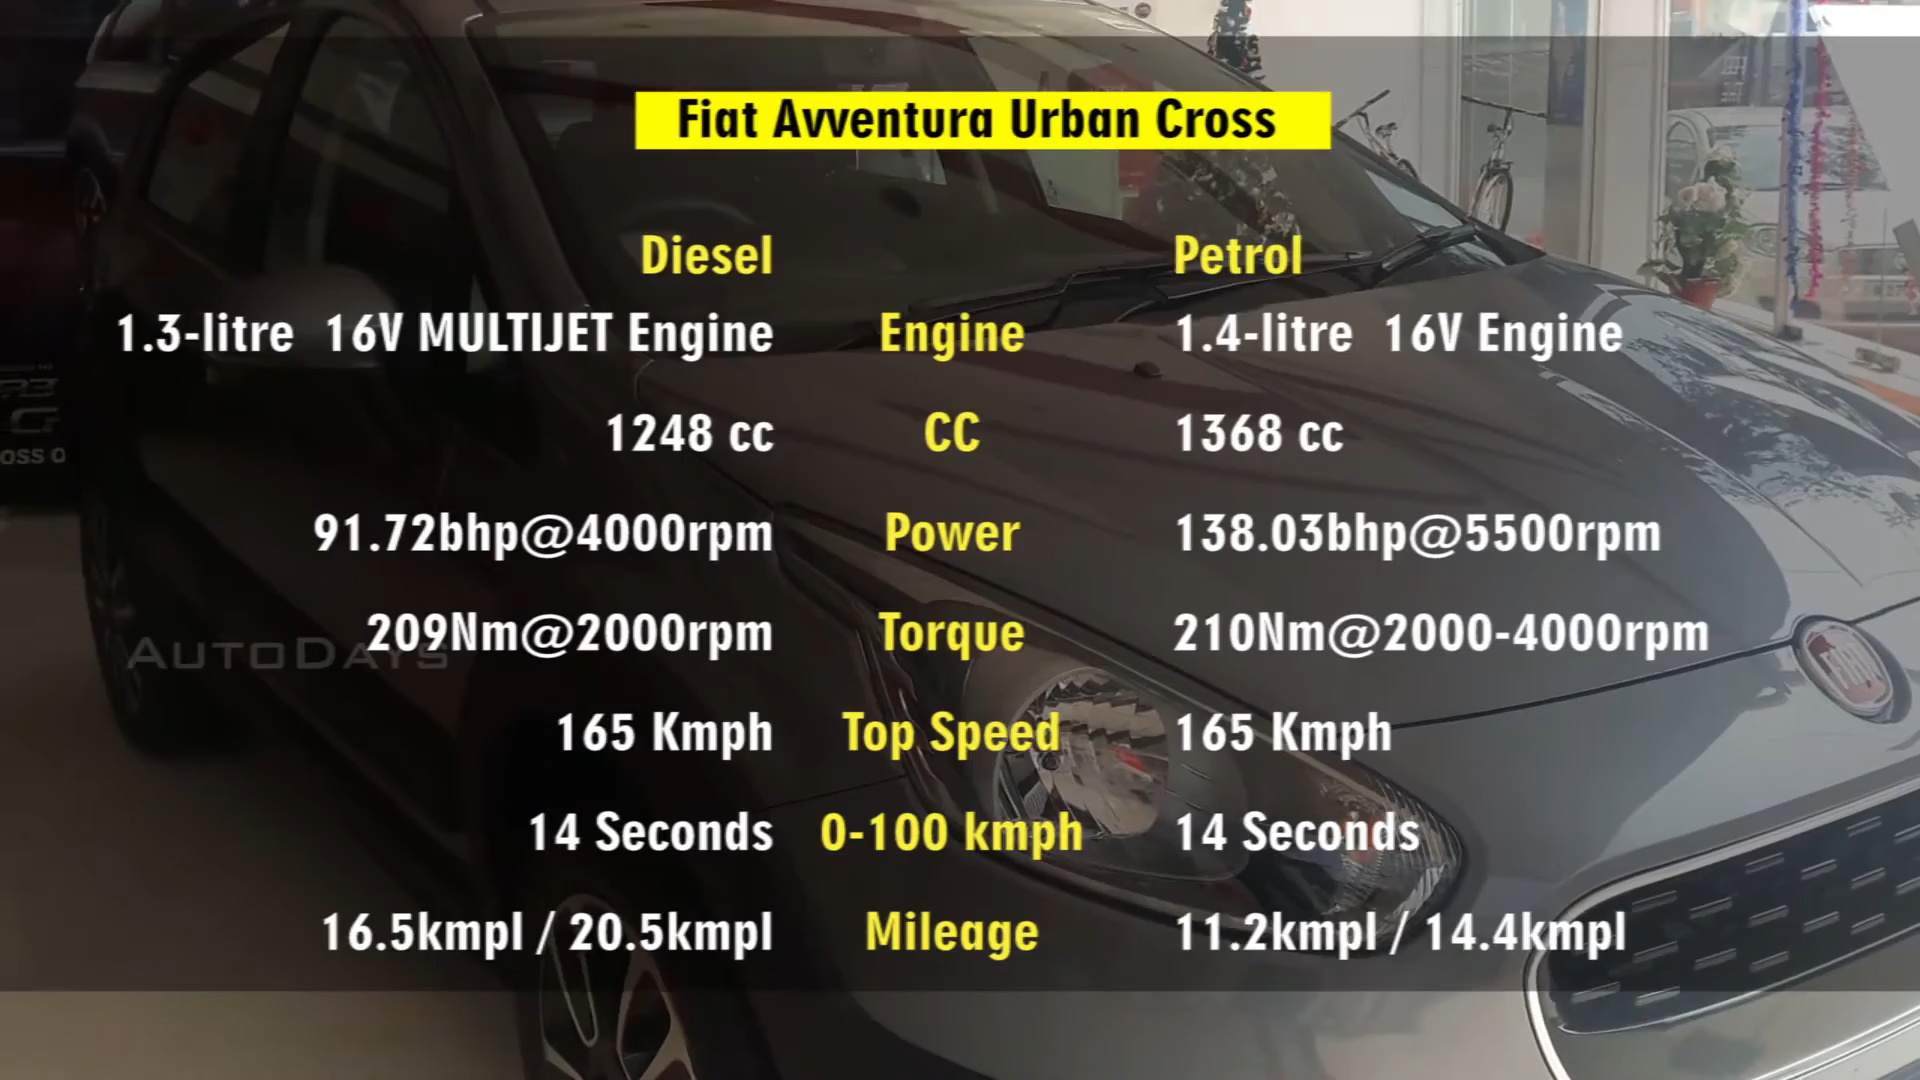 Fiat Avventura Urban Cross
Diesel Petrol
1.3-litre 16V MULTIJET Engine Engine 1.4-litre 16V Engine
1248 cc CC 1368 cc
91.72bhp@4000rpm Power 138.03bhp@5500rpm
209Nm@2000rpm Torque 210Nm@2000-4000rpm
AUTODAYS
165 Kmph Top Speed 165 Kmph
14 Seconds 0-100 kmph 14 Seconds
16.5kmpl / 20.5kmpl Mileage 11.2kmpl / 14.4kmpl
FIAT
oss o